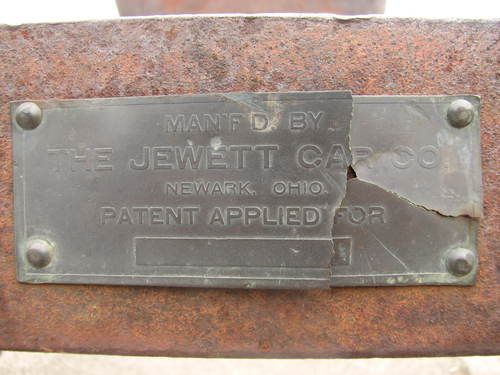 MAN'F'D. BY
THE JEWETT CAR CO
NEWARK, OHIO.
PATENT APPLIED FOR